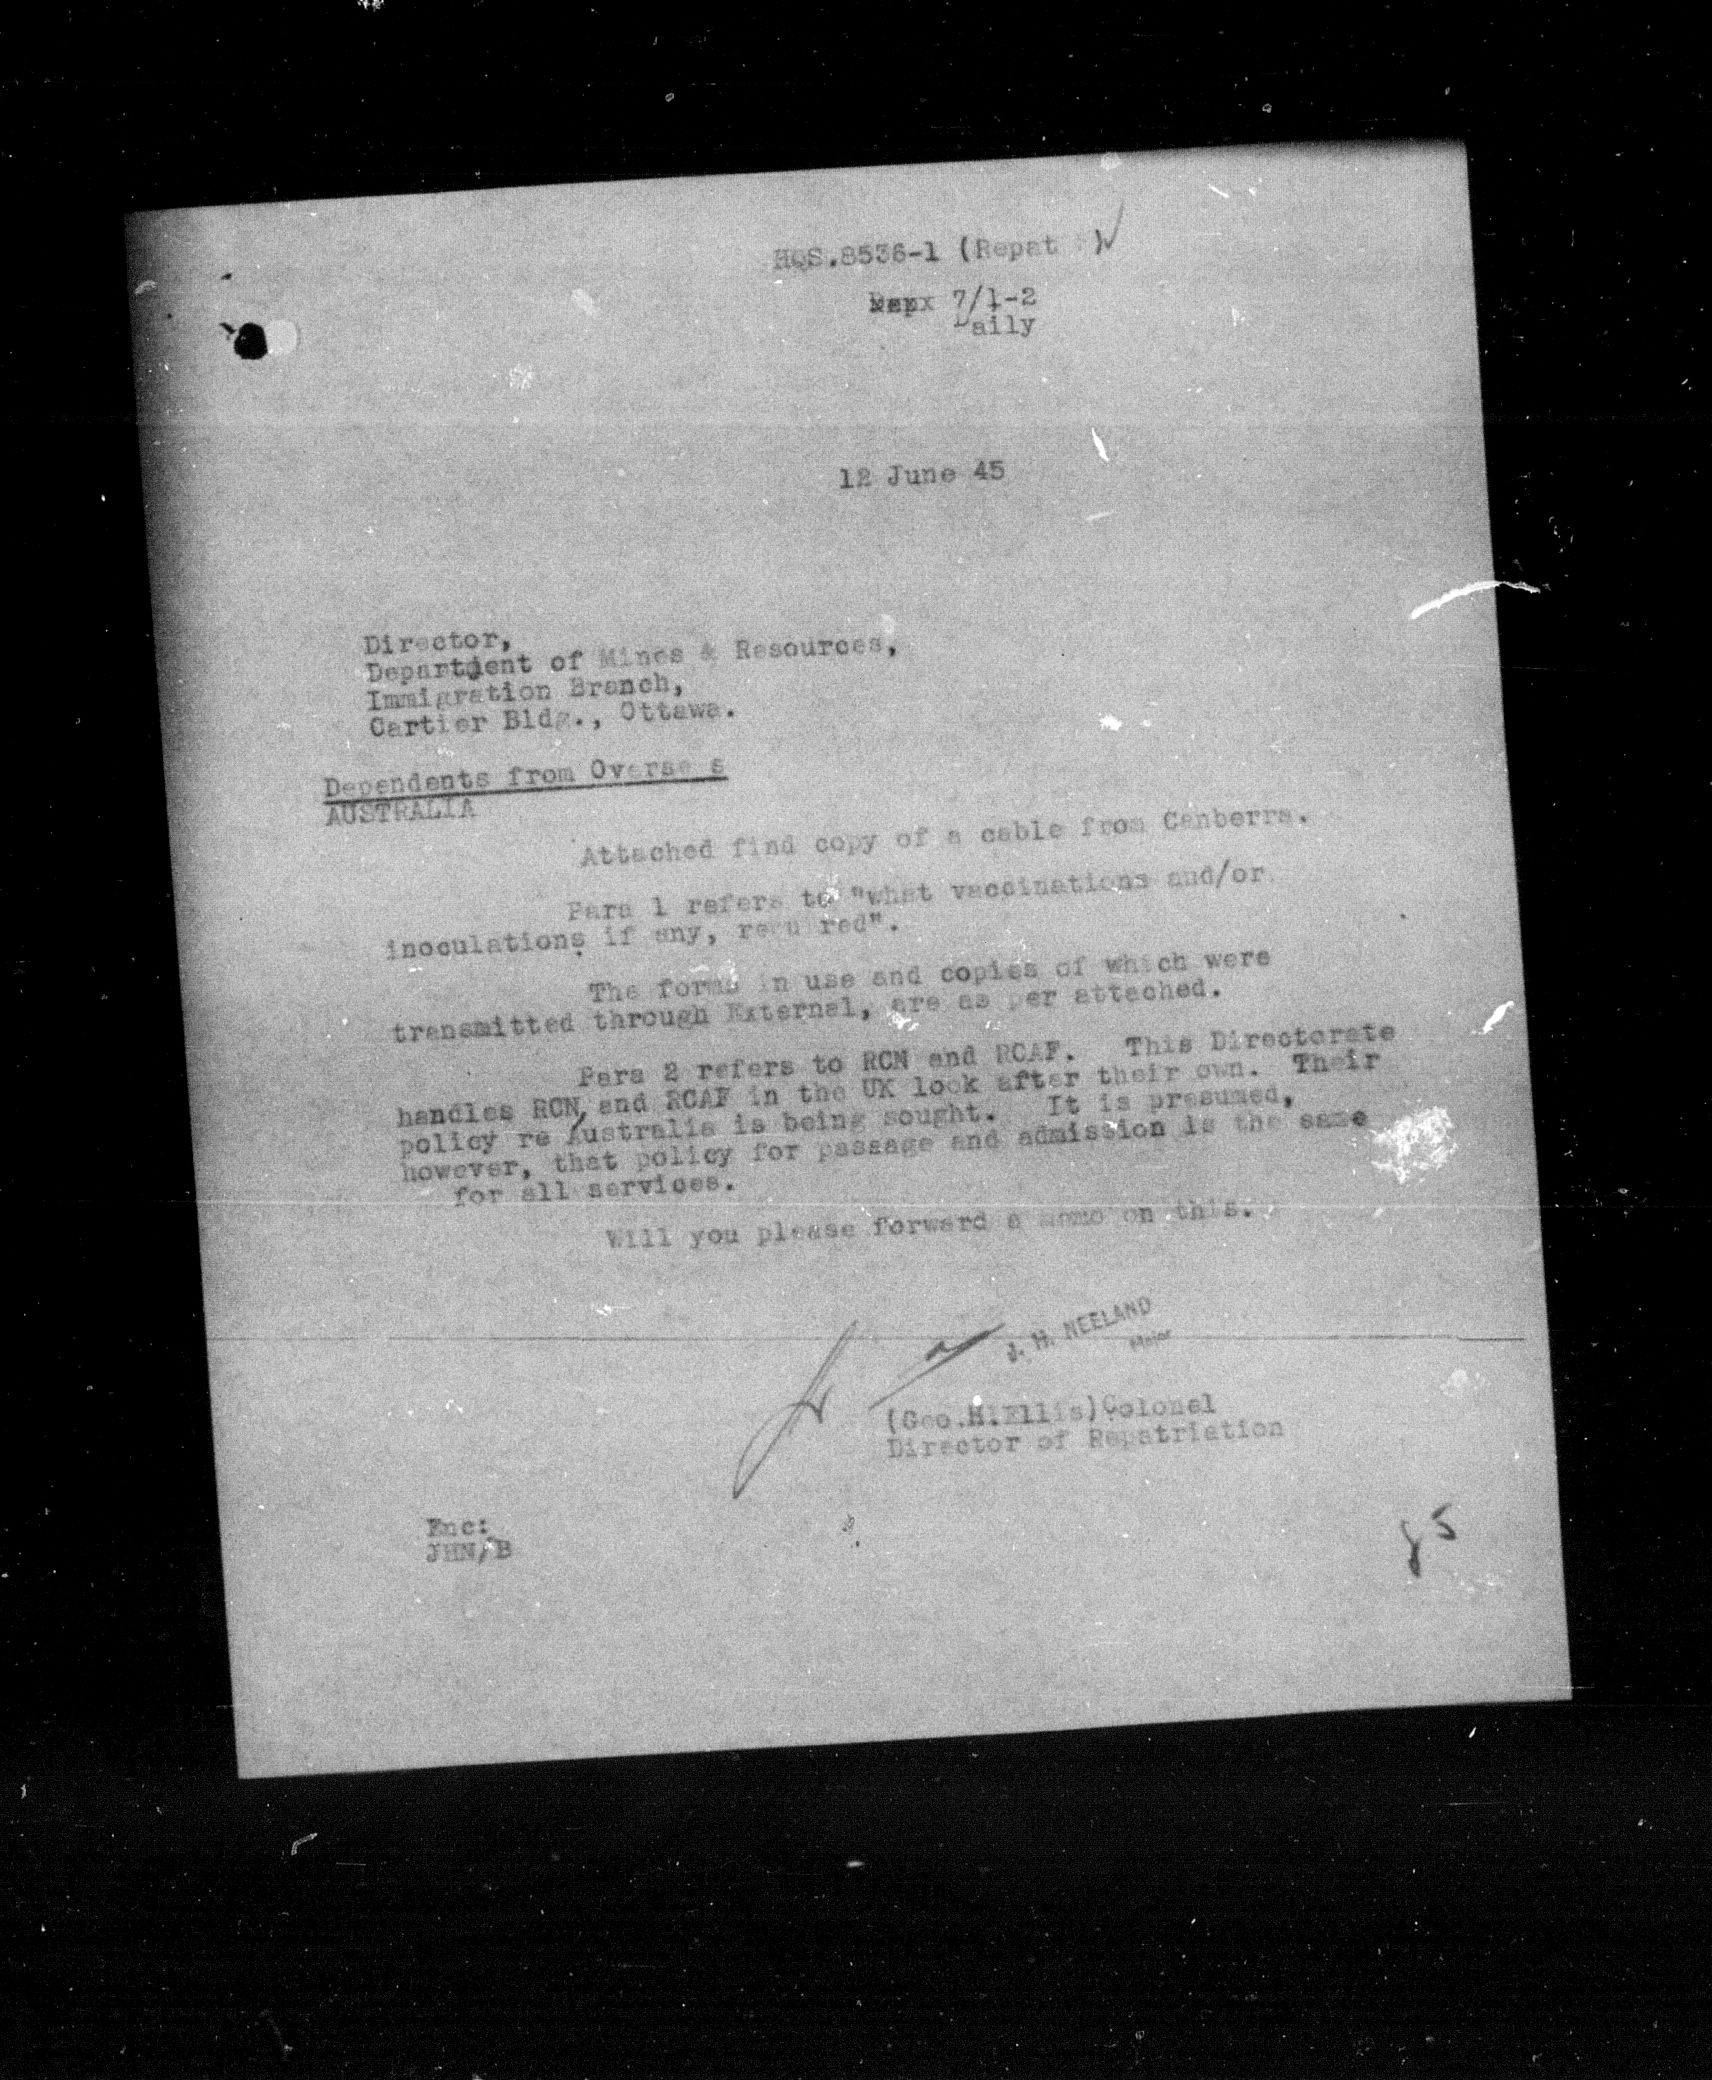 HQS.8536-1 (Repat )
7/1-2
Daily
12 June 45
Director,
Department of Mines & Resources,
Immigration Branch,
Cartier Bldg., Ottawa.
Dependents from Overse s
AUSTRALIA
Attached find copy of a cable from Canberra.
Para 1 refers to "what vaccinations and/or
inoculations if any, requ red".
The forms in use and copies of which were
transmitted through External, are as per attached.
Para 2 refers to RCN and RCAF. This Directorate
handles RCN, and RCAF in the UK look after their own. Their
policy re Australia is being sought. It is presumed,
however, that policy for passage and admission is the same
for all services.
Will you please forward a memo on this.
J. H. NEELAND
Major
(Geo.H.Ellis)Colonel
Director of Repatriation
Enc:
JHN/B
85